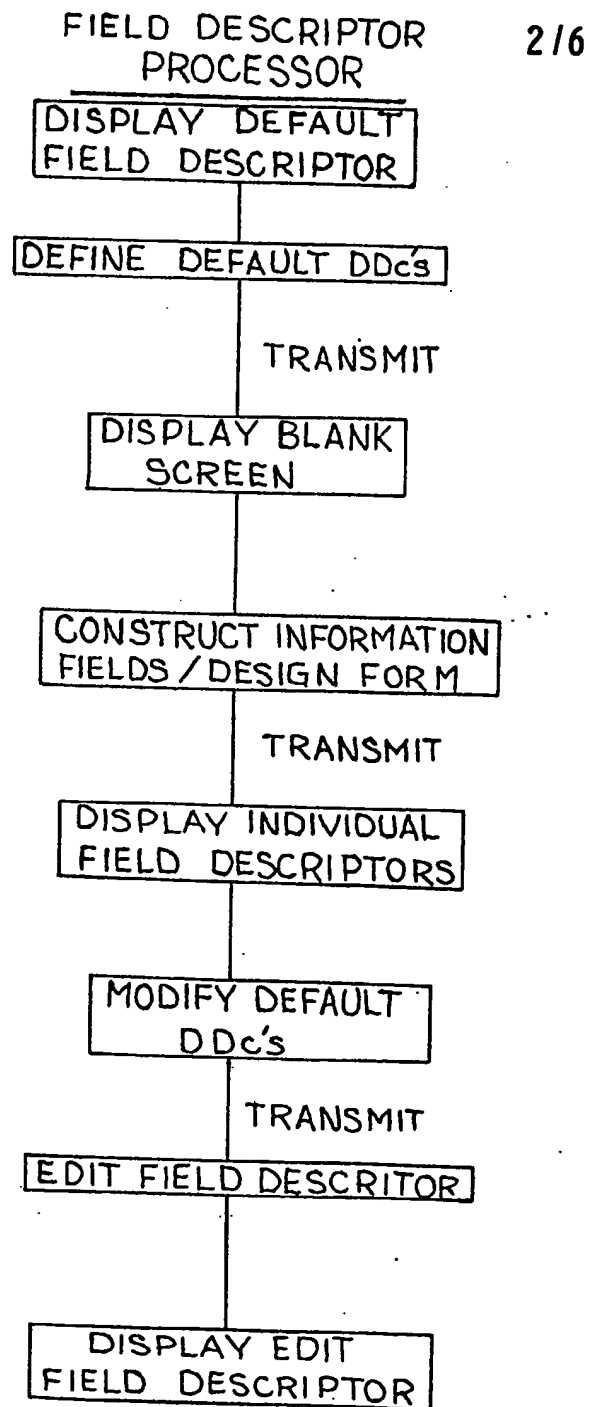 FIELD DESCRIPTOR
PROCESSOR
2/6
DISPLAY DEFAULT
FIELD DESCRIPTOR
DEFINE DEFAULT DDc's
TRANSMIT
DISPLAY BLANK
SCREEN
CONSTRUCT INFORMATION
FIELDS / DESIGN FORM
TRANSMIT
DISPLAY INDIVIDUAL
FIELD DESCRIPTORS
MODIFY DEFAULT
DDc's
TRANSMIT
EDIT FIELD DESCRITOR
DISPLAY EDIT
FIELD DESCRIPTOR